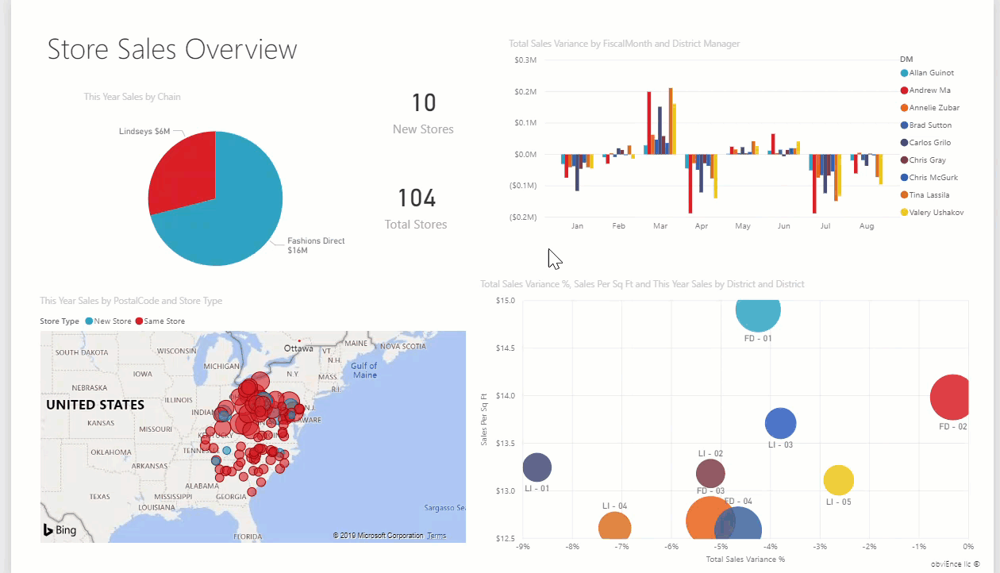 Store Sales Overview
This Year Sales by Chain
Lindseys $6M
Fashions Direct
$16M
10
New Stores
104
Total Stores
Total Sales Variance by FiscalMonth and District Manager
$0.3M
$0.2M
$0.1M
$0.0M
($0.1M)
($0.2M)
Jan Feb Mar Apr May Jun Jul Aug
DM
Allan Guinot
Andrew Ma
Annelie Zubar
Brad Sutton
Carlos Grilo
Chris Gray
Chris McGurk
Tina Lassila
Valery Ushakov
This Year Sales by PostalCode and Store Type
Store Type New Store Same Store
Ottawa
MAINE
NOVA SCOTIA
SOUTH DAKOTA
WISCONSIN
VT.
N.H.
MICHIGAN
Gulf of
Maine
IOWA
N.Y.
MASS
R.I.
NEBRASKA
ILLINOIS
UNITED STATES
N.J.
KANSAS
MISSOURI
OKLAHOMA
ARKANSAS
ALABAMA
TEXAS
MISSISSIPPI
GEORGIA
LOUISIANA
Sargasso Se
FLORIDA
Bing
© 2019 Microsoft Corporation Terms
Total Sales Variance %, Sales Per Sq Ft and This Year Sales by District and District
Sales Per Sq Ft
$15.0
$14.5
$14.0
$13.5
$13.0
$12.5
FD - 01
FD - 02
LI - 03
LI - 02
LI - 01
FD - 03
FD - 04
LI - 05
LI - 04
-9% -8% -7% -6% -5% -4% -3% -2% -1% 0%
Total Sales Variance %
obviEnce llc ©